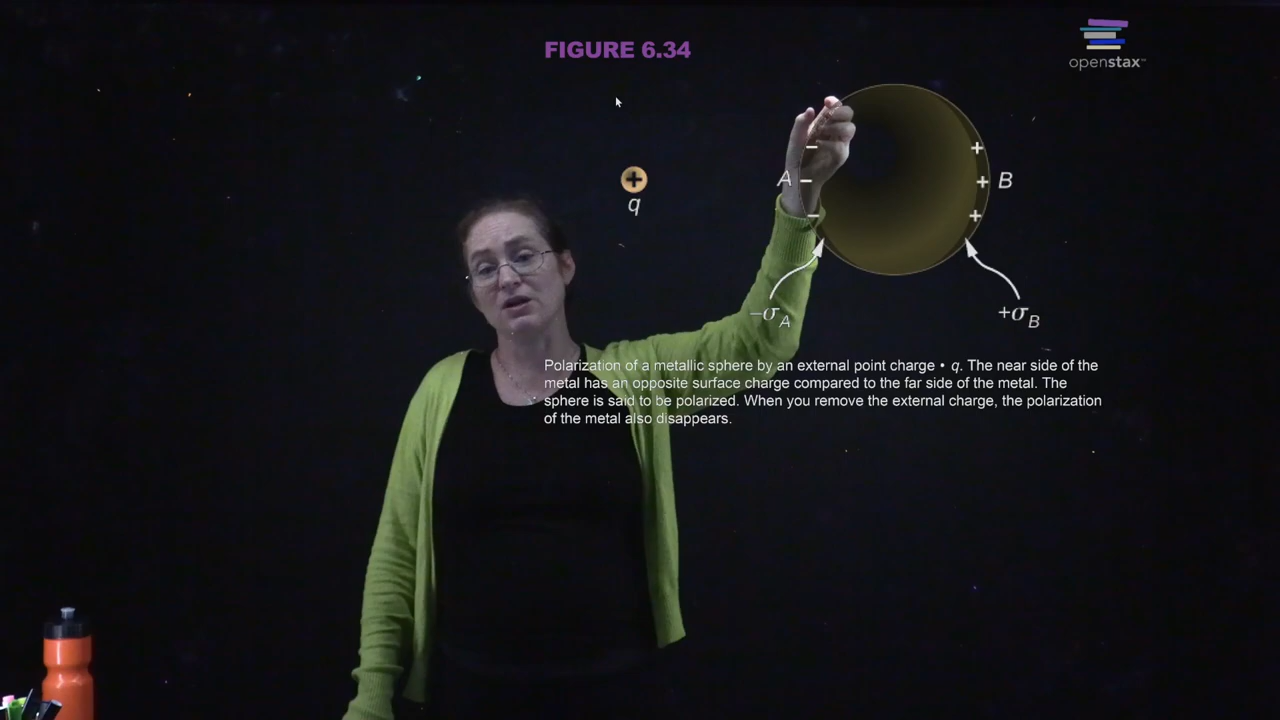 FIGURE 6.34
openstax™
q
A
B
−σA
+σB
Polarization of a metallic sphere by an external point charge • q. The near side of the
metal has an opposite surface charge compared to the far side of the metal. The
sphere is said to be polarized. When you remove the external charge, the polarization
of the metal also disappears.